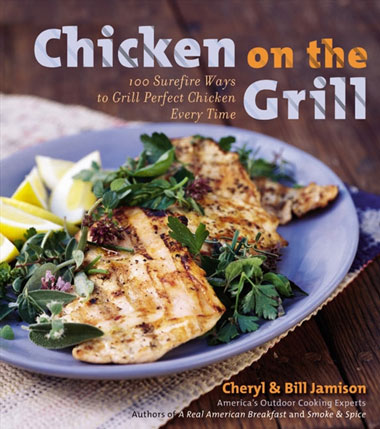 Chicken on the
Grill
100 Surefire Ways
to Grill Perfect Chicken
Every Time
Cheryl & Bill Jamison
America's Outdoor Cooking Experts
Authors of A Real American Breakfast and Smoke & Spice